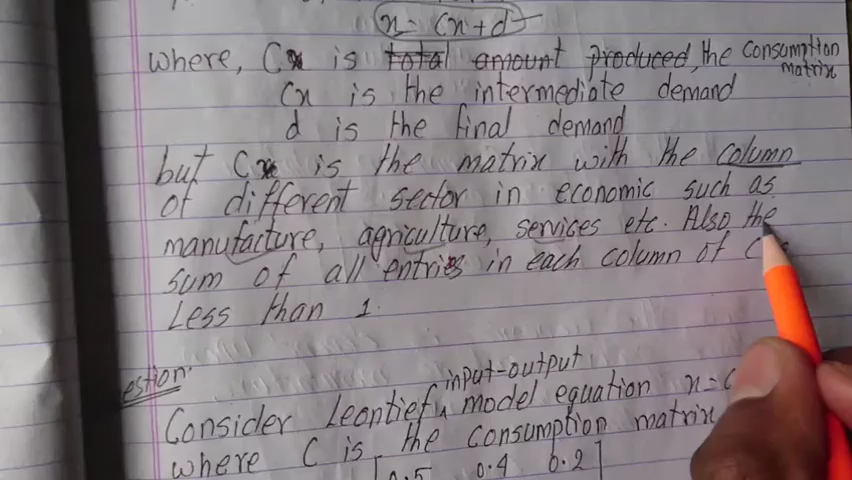 x = Cx + d
where, C is total amount produced, the consumption matrix
Cx is the intermediate demand
d is the final demand
but C is the matrix with the column
of different sector in economic such as
manufacture, agriculture, services etc. Also, the
sum of all entries in each column of C
Less than 1.
estion:
Consider Leontief input-output model equation x=
where C is the consumption matrix
0.5 0.4 0.2